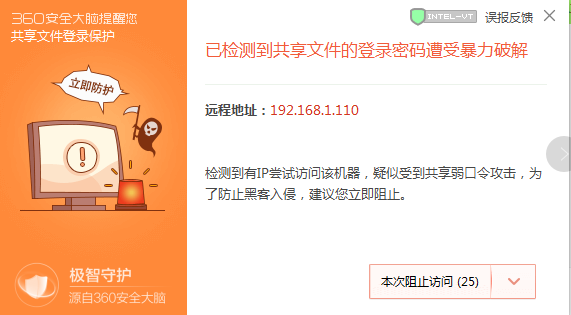 360安全大脑提醒您
共享文件登录保护
立即防护
极智守护
源自360安全大脑
INTEL-VT
误报反馈
已检测到共享文件的登录密码遭受暴力破解
远程地址：192.168.1.110
检测到有IP尝试访问该机器，疑似受到共享弱口令攻击，为
了防止黑客入侵，建议您立即阻止。
本次阻止访问 (25)